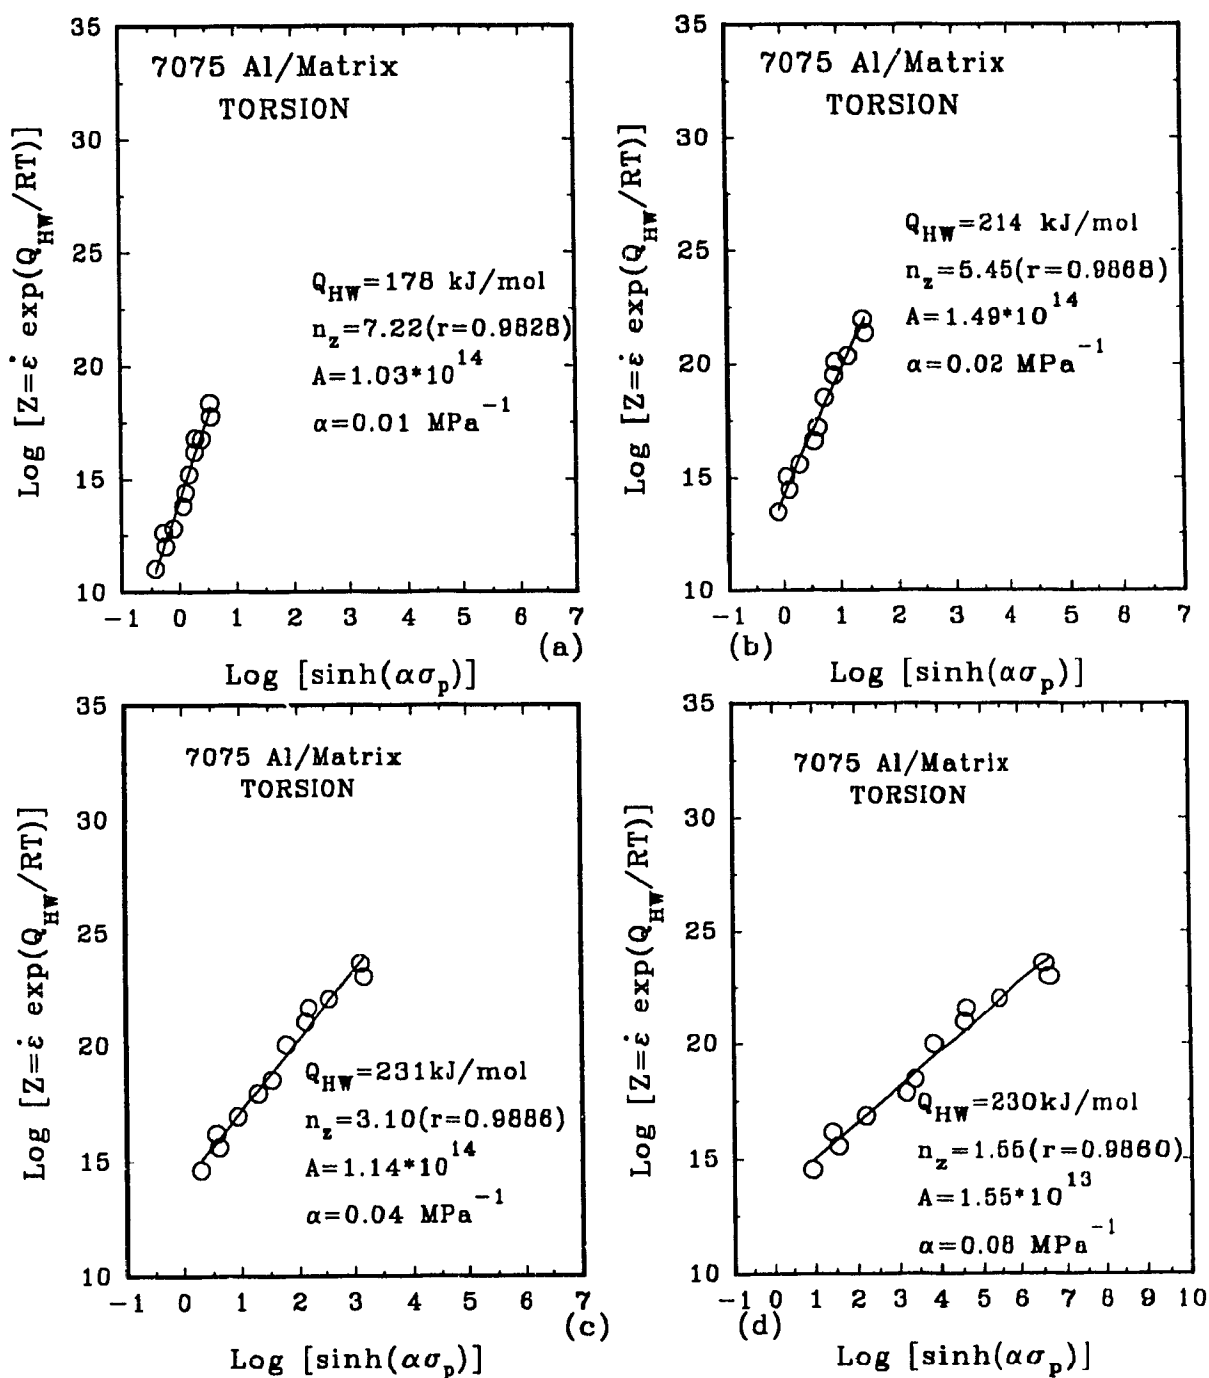 35
30
25
20
15
10
Log [Z=ε̇ exp(Q_HW/RT)]
7075 Al/Matrix
TORSION
Q_HW=178 kJ/mol
n_z=7.22(r=0.9828)
A=1.03*10^14
α=0.01 MPa^-1
-1 0 1 2 3 4 5 6 7
(a)
Log [sinh(ασ_p)]
35
30
25
20
15
10
Log [Z=ε̇ exp(Q_HW/RT)]
7075 Al/Matrix
TORSION
Q_HW=214 kJ/mol
n_z=5.45(r=0.9868)
A=1.49*10^14
α=0.02 MPa^-1
-1 0 1 2 3 4 5 6 7
(b)
Log [sinh(ασ_p)]
35
30
25
20
15
10
Log [Z=ε̇ exp(Q_HW/RT)]
7075 Al/Matrix
TORSION
Q_HW=231kJ/mol
n_z=3.10(r=0.9886)
A=1.14*10^14
α=0.04 MPa^-1
-1 0 1 2 3 4 5 6 7
(c)
Log [sinh(ασ_p)]
35
30
25
20
15
10
Log [Z=ε̇ exp(Q_HW/RT)]
7075 Al/Matrix
TORSION
Q_HW=230kJ/mol
n_z=1.55(r=0.9860)
A=1.55*10^13
α=0.08 MPa^-1
-1 0 1 2 3 4 5 6 7 8 9 10
(d)
Log [sinh(ασ_p)]